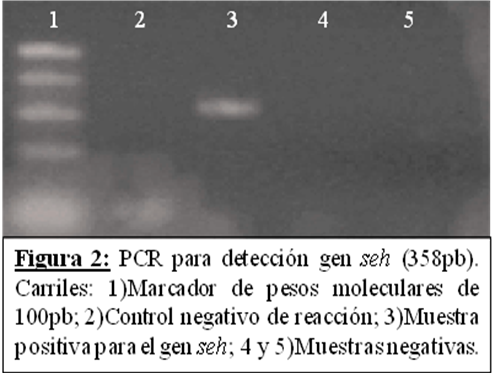 1 2 3 4 5
Figura 2: PCR para detección gen seh (358pb).
Carriles: 1)Marcador de pesos moleculares de
100pb; 2)Control negativo de reacción; 3)Muestra
positiva para el gen seh; 4 y 5)Muestras negativas.